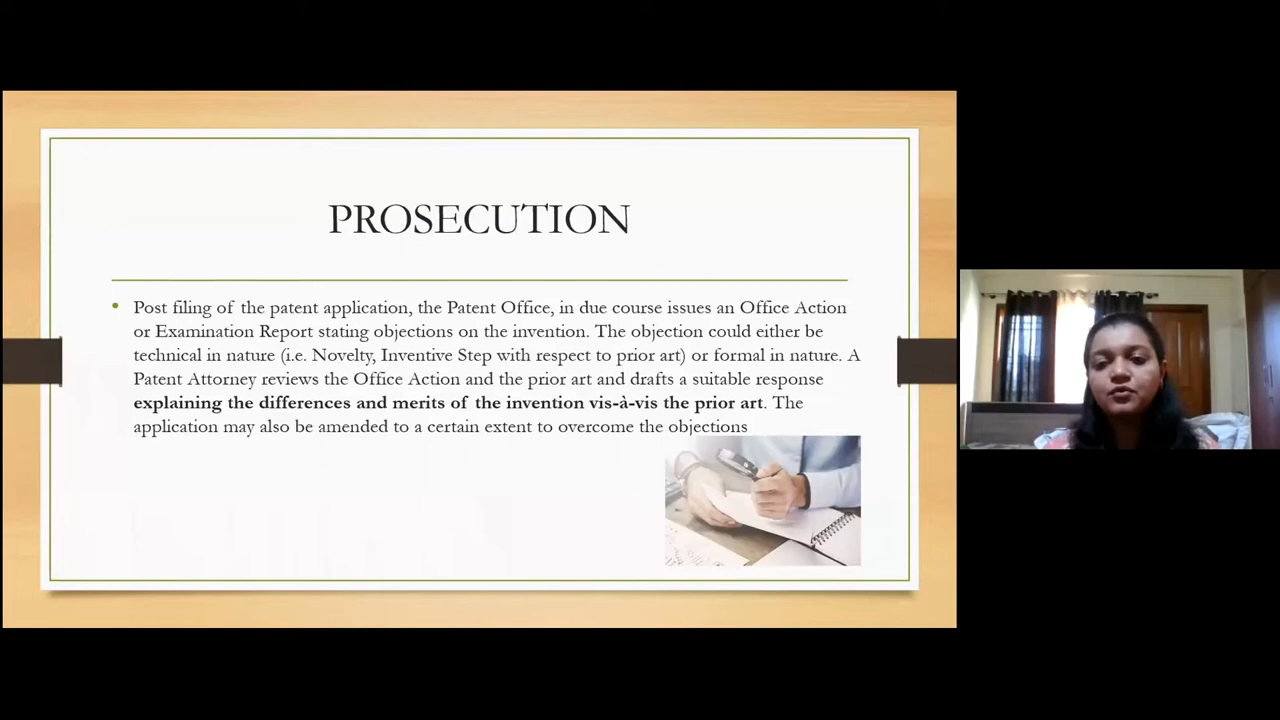 PROSECUTION
• Post filing of the patent application, the Patent Office, in due course issues an Office Action
or Examination Report stating objections on the invention. The objection could either be
technical in nature (i.e. Novelty, Inventive Step with respect to prior art) or formal in nature. A
Patent Attorney reviews the Office Action and the prior art and drafts a suitable response
explaining the differences and merits of the invention vis-à-vis the prior art. The
application may also be amended to a certain extent to overcome the objections